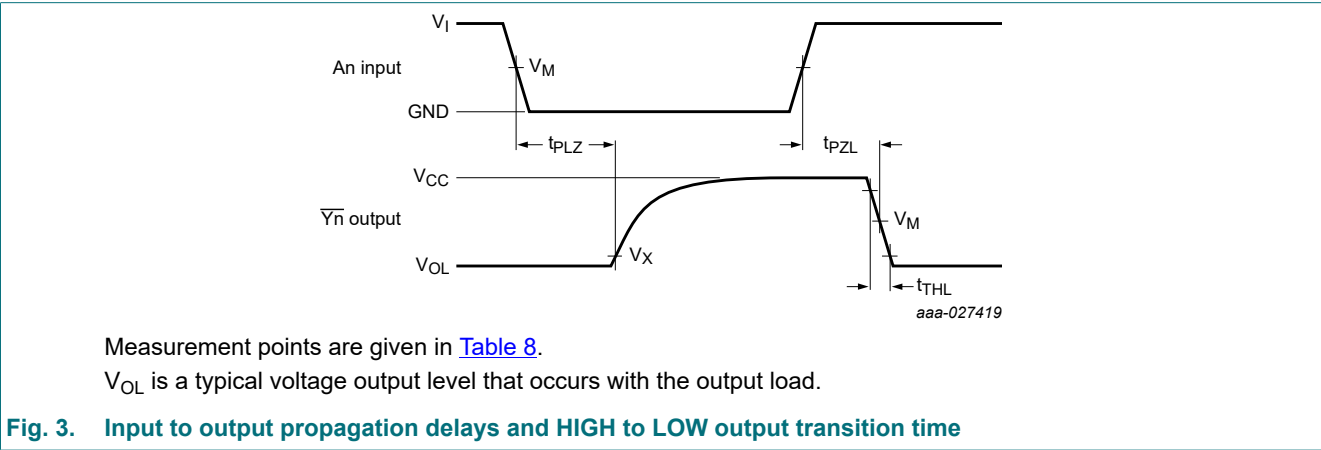 VI
An input
VM
GND
tPLZ
tPZL
VCC
Yn output
VM
VOL
VX
tTHL
aaa-027419
Measurement points are given in Table 8.
VOL is a typical voltage output level that occurs with the output load.
Fig. 3. Input to output propagation delays and HIGH to LOW output transition time